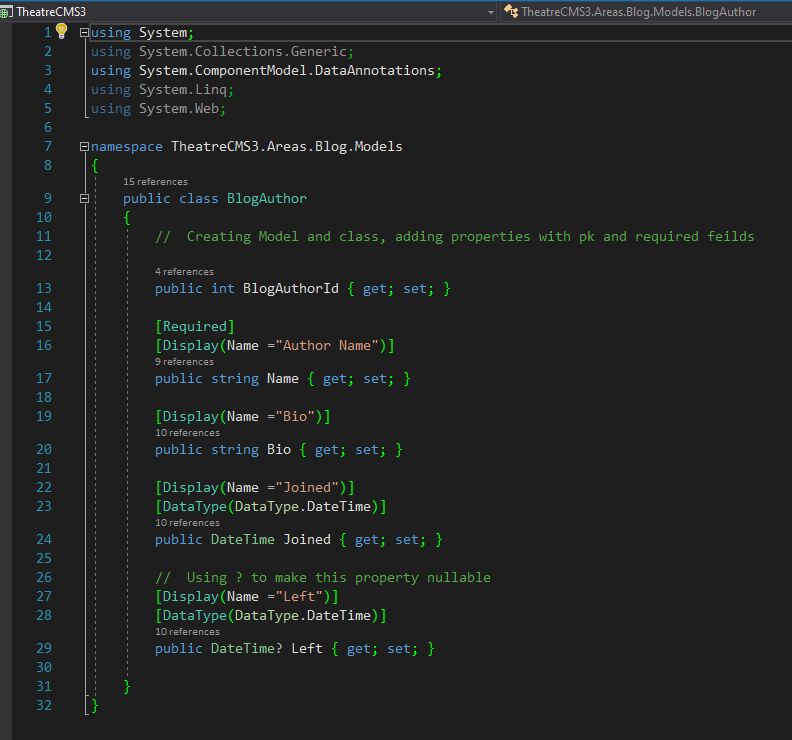 TheatreCMS3 TheatreCMS3.Areas.Blog.Models.BlogAuthor
1 using System;
2 using System.Collections.Generic;
3 using System.ComponentModel.DataAnnotations;
4 using System.Linq;
5 using System.Web;
6
7 namespace TheatreCMS3.Areas.Blog.Models
8 {
15 references
9 public class BlogAuthor
10 {
11 //  Creating Model and class, adding properties with pk and required feilds
12
4 references
13 public int BlogAuthorId { get; set; }
14
15 [Required]
16 [Display(Name ="Author Name")]
9 references
17 public string Name { get; set; }
18
19 [Display(Name ="Bio")]
10 references
20 public string Bio { get; set; }
21
22 [Display(Name ="Joined")]
23 [DataType(DataType.DateTime)]
10 references
24 public DateTime Joined { get; set; }
25
26 //  Using ? to make this property nullable
27 [Display(Name ="Left")]
28 [DataType(DataType.DateTime)]
10 references
29 public DateTime? Left { get; set; }
30
31 }
32 }